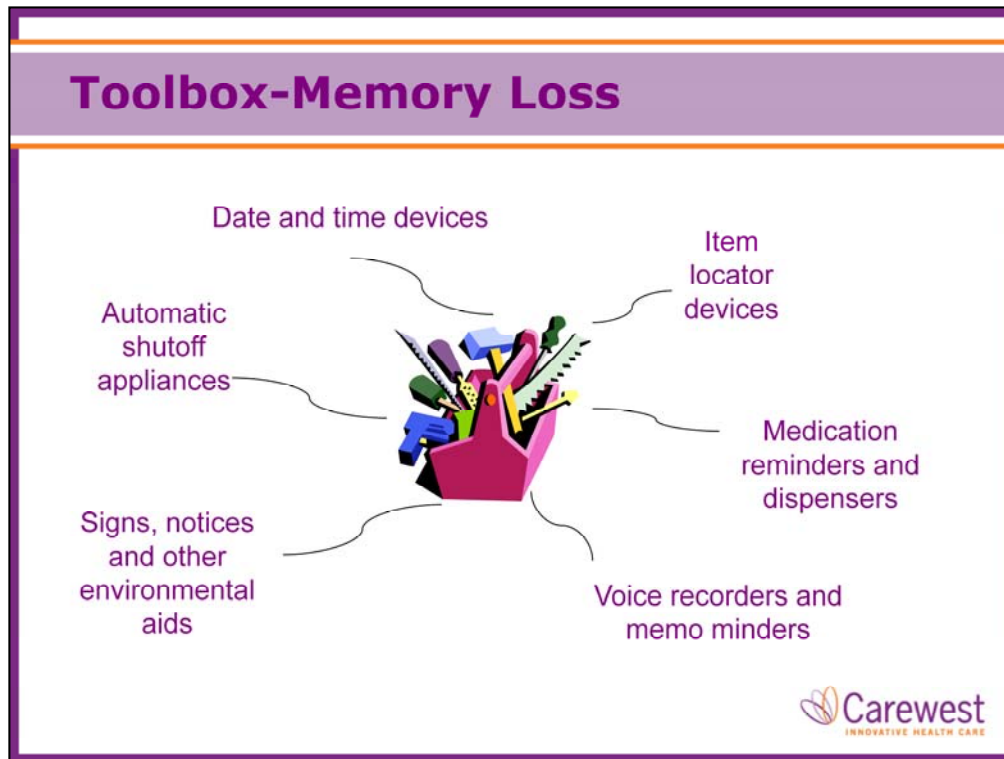 Toolbox-Memory Loss
Date and time devices
Item
locator
devices
Automatic
shutoff
appliances
Medication
reminders and
dispensers
Signs, notices
and other
environmental
aids
Voice recorders and
memo minders
Carewest
INNOVATIVE HEALTH CARE